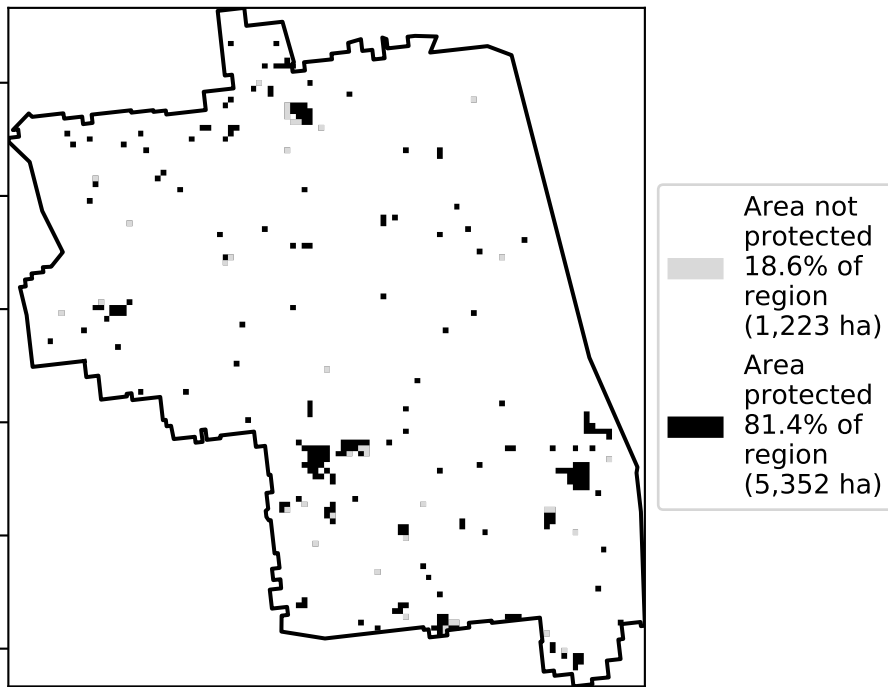 Area not
protected
18.6% of
region
(1,223 ha)
Area
protected
81.4% of
region
(5,352 ha)